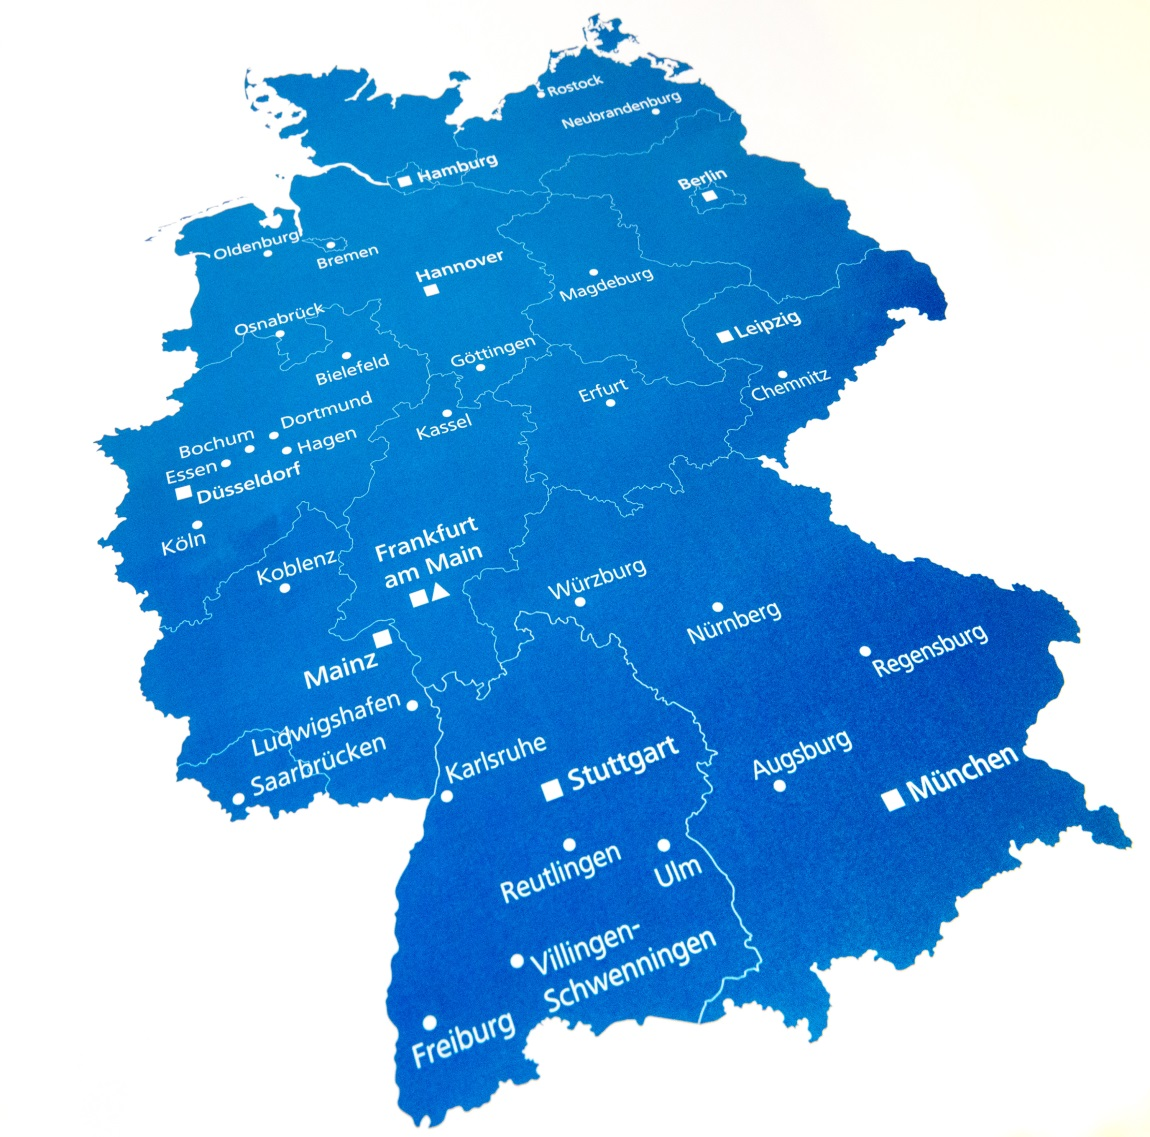 Rostock
Neubrandenburg
Hamburg
Berlin
Oldenburg
Bremen
Hannover
Magdeburg
Osnabrück
Leipzig
Bielefeld
Göttingen
Erfurt
Chemnitz
Dortmund
Kassel
Bochum
Hagen
Essen
Düsseldorf
Köln
Frankfurt
am Main
Koblenz
Würzburg
Nürnberg
Regensburg
Mainz
Ludwigshafen
Saarbrücken
Karlsruhe
Stuttgart
Augsburg
München
Reutlingen
Ulm
Villingen-
Schwenningen
Freiburg